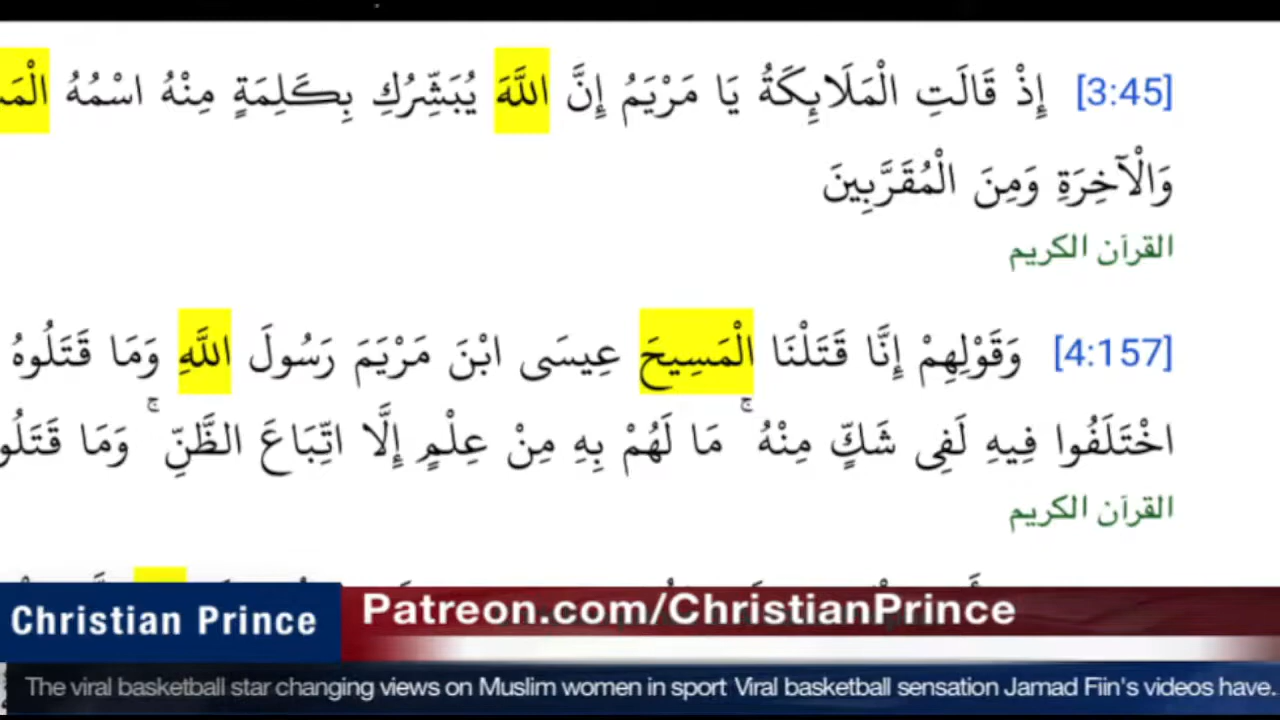 [3:45] إِذْ قَالَتِ الْمَلَائِكَةُ يَا مَرْيَمُ إِنَّ اللَّهَ يُبَشِّرُكِ بِكَلِمَةٍ مِنْهُ اسْمُهُ
وَالْآخِرَةِ وَمِنَ الْمُقَرَّبِينَ
القرآن الكريم
[4:157] وَقَوْلِهِمْ إِنَّا قَتَلْنَا الْمَسِيحَ عِيسَى ابْنَ مَرْيَمَ رَسُولَ اللَّهِ وَمَا قَتَلُوهُ
اخْتَلَفُوا فِيهِ لَفِي شَكٍّ مِنْهُ ۚ مَا لَهُمْ بِهِ مِنْ عِلْمٍ إِلَّا اتِّبَاعَ الظَّنِّ ۚ وَمَا
القرآن الكريم
Christian Prince
Patreon.com/ChristianPrince
The viral basketball star changing views on Muslim women in sport Viral basketball sensation Jamad Fiin's videos have.